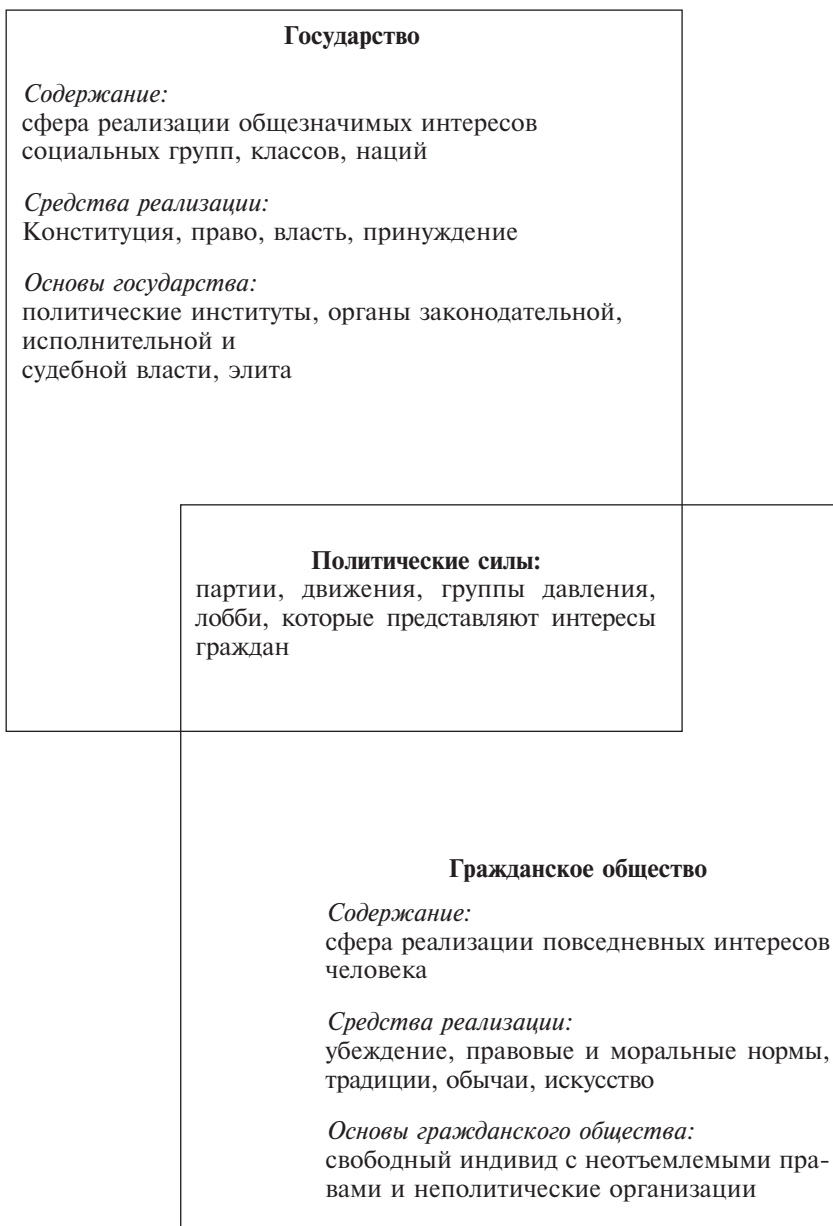 Государство
Содержание:
сфера реализации общезначимых интересов
социальных групп, классов, наций
Средства реализации:
Конституция, право, власть, принуждение
Основы государства:
политические институты, органы законодательной,
исполнительной и
судебной власти, элита
Политические силы:
партии, движения, группы давления,
лобби, которые представляют интересы
граждан
Гражданское общество
Содержание:
сфера реализации повседневных интересов
человека
Средства реализации:
убеждение, правовые и моральные нормы,
традиции, обычаи, искусство
Основы гражданского общества:
свободный индивид с неотъемлемыми пра-
вами и неполитические организации